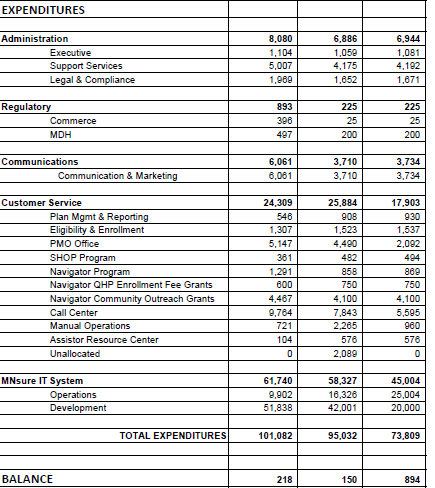 EXPENDITURES
Administration 8,080 6,886 6,944
Executive 1,104 1,059 1,081
Support Services 5,007 4,175 4,192
Legal & Compliance 1,969 1,652 1,671
Regulatory 893 225 225
Commerce 396 25 25
MDH 497 200 200
Communications 6,061 3,710 3,734
Communication & Marketing 6,061 3,710 3,734
Customer Service 24,309 25,884 17,903
Plan Mgmt & Reporting 546 908 930
Eligibility & Enrollment 1,307 1,523 1,537
PMO Office 5,147 4,490 2,092
SHOP Program 361 482 494
Navigator Program 1,291 858 869
Navigator QHP Enrollment Fee Grants 600 750 750
Navigator Community Outreach Grants 4,467 4,100 4,100
Call Center 9,764 7,843 5,595
Manual Operations 721 2,265 960
Assistor Resource Center 104 576 576
Unallocated 0 2,089 0
MNsure IT System 61,740 58,327 45,004
Operations 9,902 16,326 25,004
Development 51,838 42,001 20,000
TOTAL EXPENDITURES 101,082 95,032 73,809
BALANCE 218 150 894